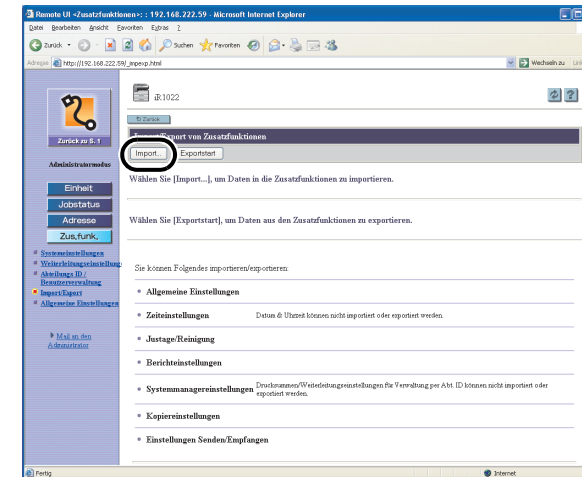 Remote UI <Zusatzfunktionen>: : 192.168.222.59 - Microsoft Internet Explorer
Datei Bearbeiten Ansicht Favoriten Extras ?
Zurück Suchen Favoriten
Adresse http://192.168.222.59/_impexp.html Wechseln zu
iR1022
Zurück
Zurück zu S. 1
Import/Export von Zusatzfunktionen
Import... Exportstart
Administratormodus
Wählen Sie [Import...], um Daten in die Zusatzfunktionen zu importieren.
Einheit
Jobstatus
Adresse
Zus,funk,
Wählen Sie [Exportstart], um Daten aus den Zusatzfunktionen zu exportieren.
Systemeinstellungen
Weiterleitungseinstellung
Abteilungs ID /
Benutzerverwaltung
Import/Export
Allgemeine Einstellungen
Mail an den
Administrator
Sie können Folgendes importieren/exportieren:
Allgemeine Einstellungen
Zeiteinstellungen Datum & Uhrzeit können nicht importiert oder exportiert werden.
Justage/Reinigung
Berichteinstellungen
Systemmanagereinstellungen Drucksummen/Weiterleitungseinstellungen für Verwaltung per Abt. ID können nicht importiert oder
exportiert werden.
Kopiereinstellungen
Einstellungen Senden/Empfangen
Fertig Internet